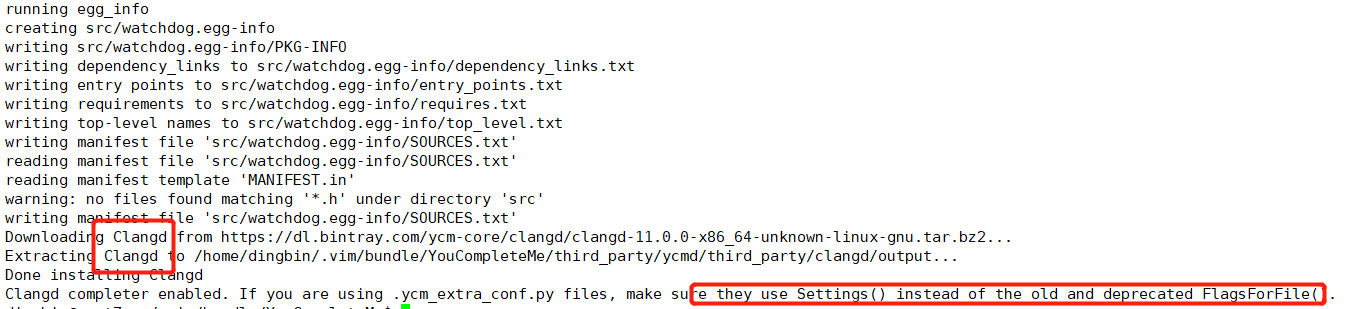 running egg_info
creating src/watchdog.egg-info
writing src/watchdog.egg-info/PKG-INFO
writing dependency_links to src/watchdog.egg-info/dependency_links.txt
writing entry points to src/watchdog.egg-info/entry_points.txt
writing requirements to src/watchdog.egg-info/requires.txt
writing top-level names to src/watchdog.egg-info/top_level.txt
writing manifest file 'src/watchdog.egg-info/SOURCES.txt'
reading manifest file 'src/watchdog.egg-info/SOURCES.txt'
reading manifest template 'MANIFEST.in'
warning: no files found matching '*.h' under directory 'src'
writing manifest file 'src/watchdog.egg-info/SOURCES.txt'
Downloading Clangd from https://dl.bintray.com/ycm-core/clangd/clangd-11.0.0-x86_64-unknown-linux-gnu.tar.bz2...
Extracting Clangd to /home/dingbin/.vim/bundle/YouCompleteMe/third_party/ycmd/third_party/clangd/output...
Done installing Clangd
Clangd completer enabled. If you are using .ycm_extra_conf.py files, make sure they use Settings() instead of the old and deprecated FlagsForFile().